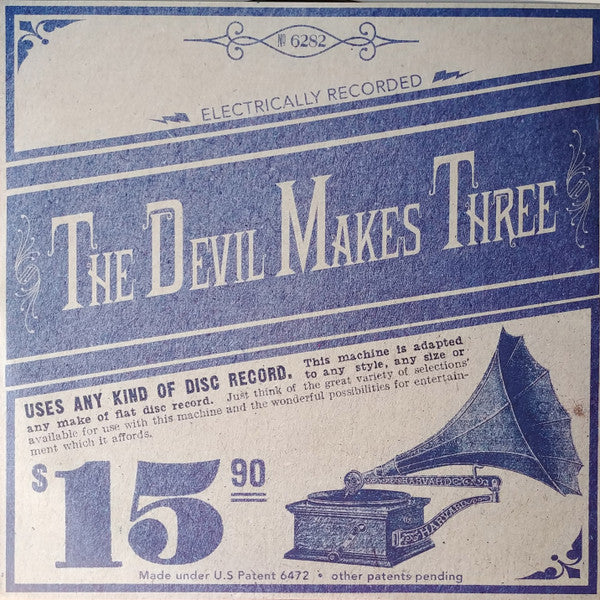 Nº 6282
ELECTRICALLY RECORDED
THE DEVIL MAKES THREE
USES ANY KIND OF DISC RECORD. This machine is adapted
to any style, any size or
any make of flat disc record. Just think of the great variety of selections'
available for use with this machine and the wonderful possibilities for entertain-
ment which it affords.
$15 90
HARVARD
HARVARD
Made under U.S Patent 6472 • other patents pending